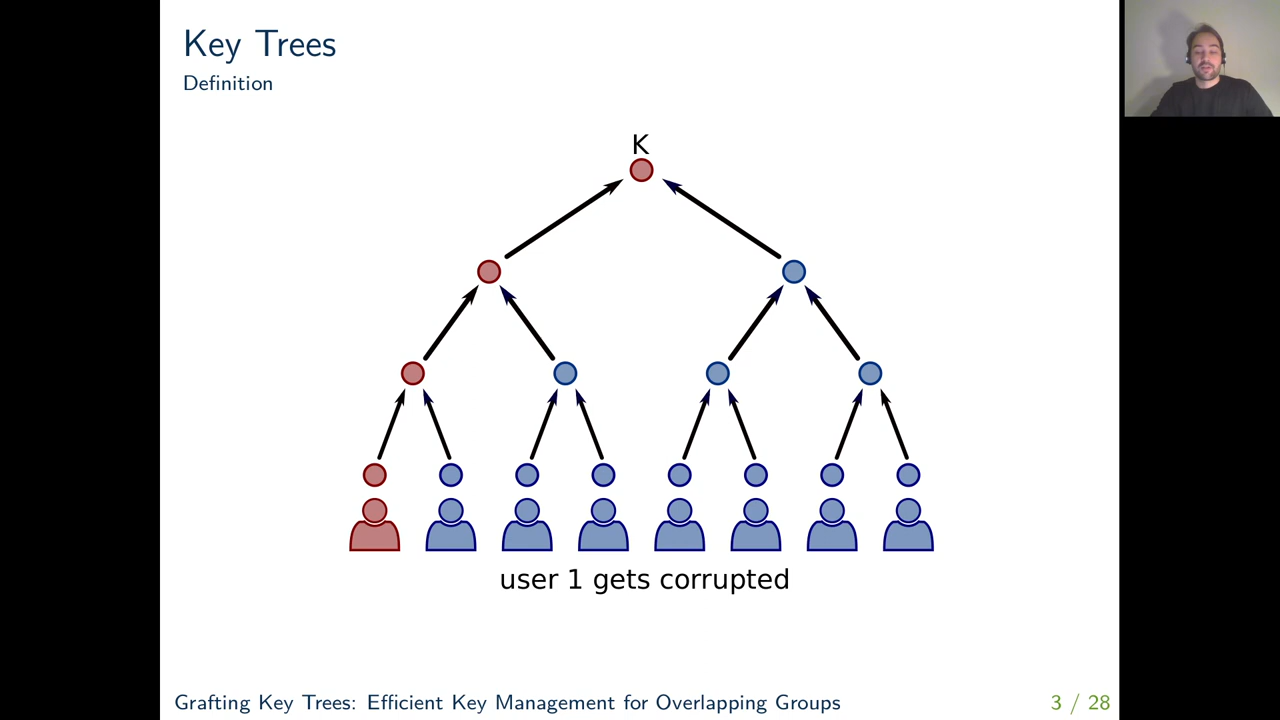 Key Trees
Definition
K
user 1 gets corrupted
Grafting Key Trees: Efficient Key Management for Overlapping Groups
3 / 28